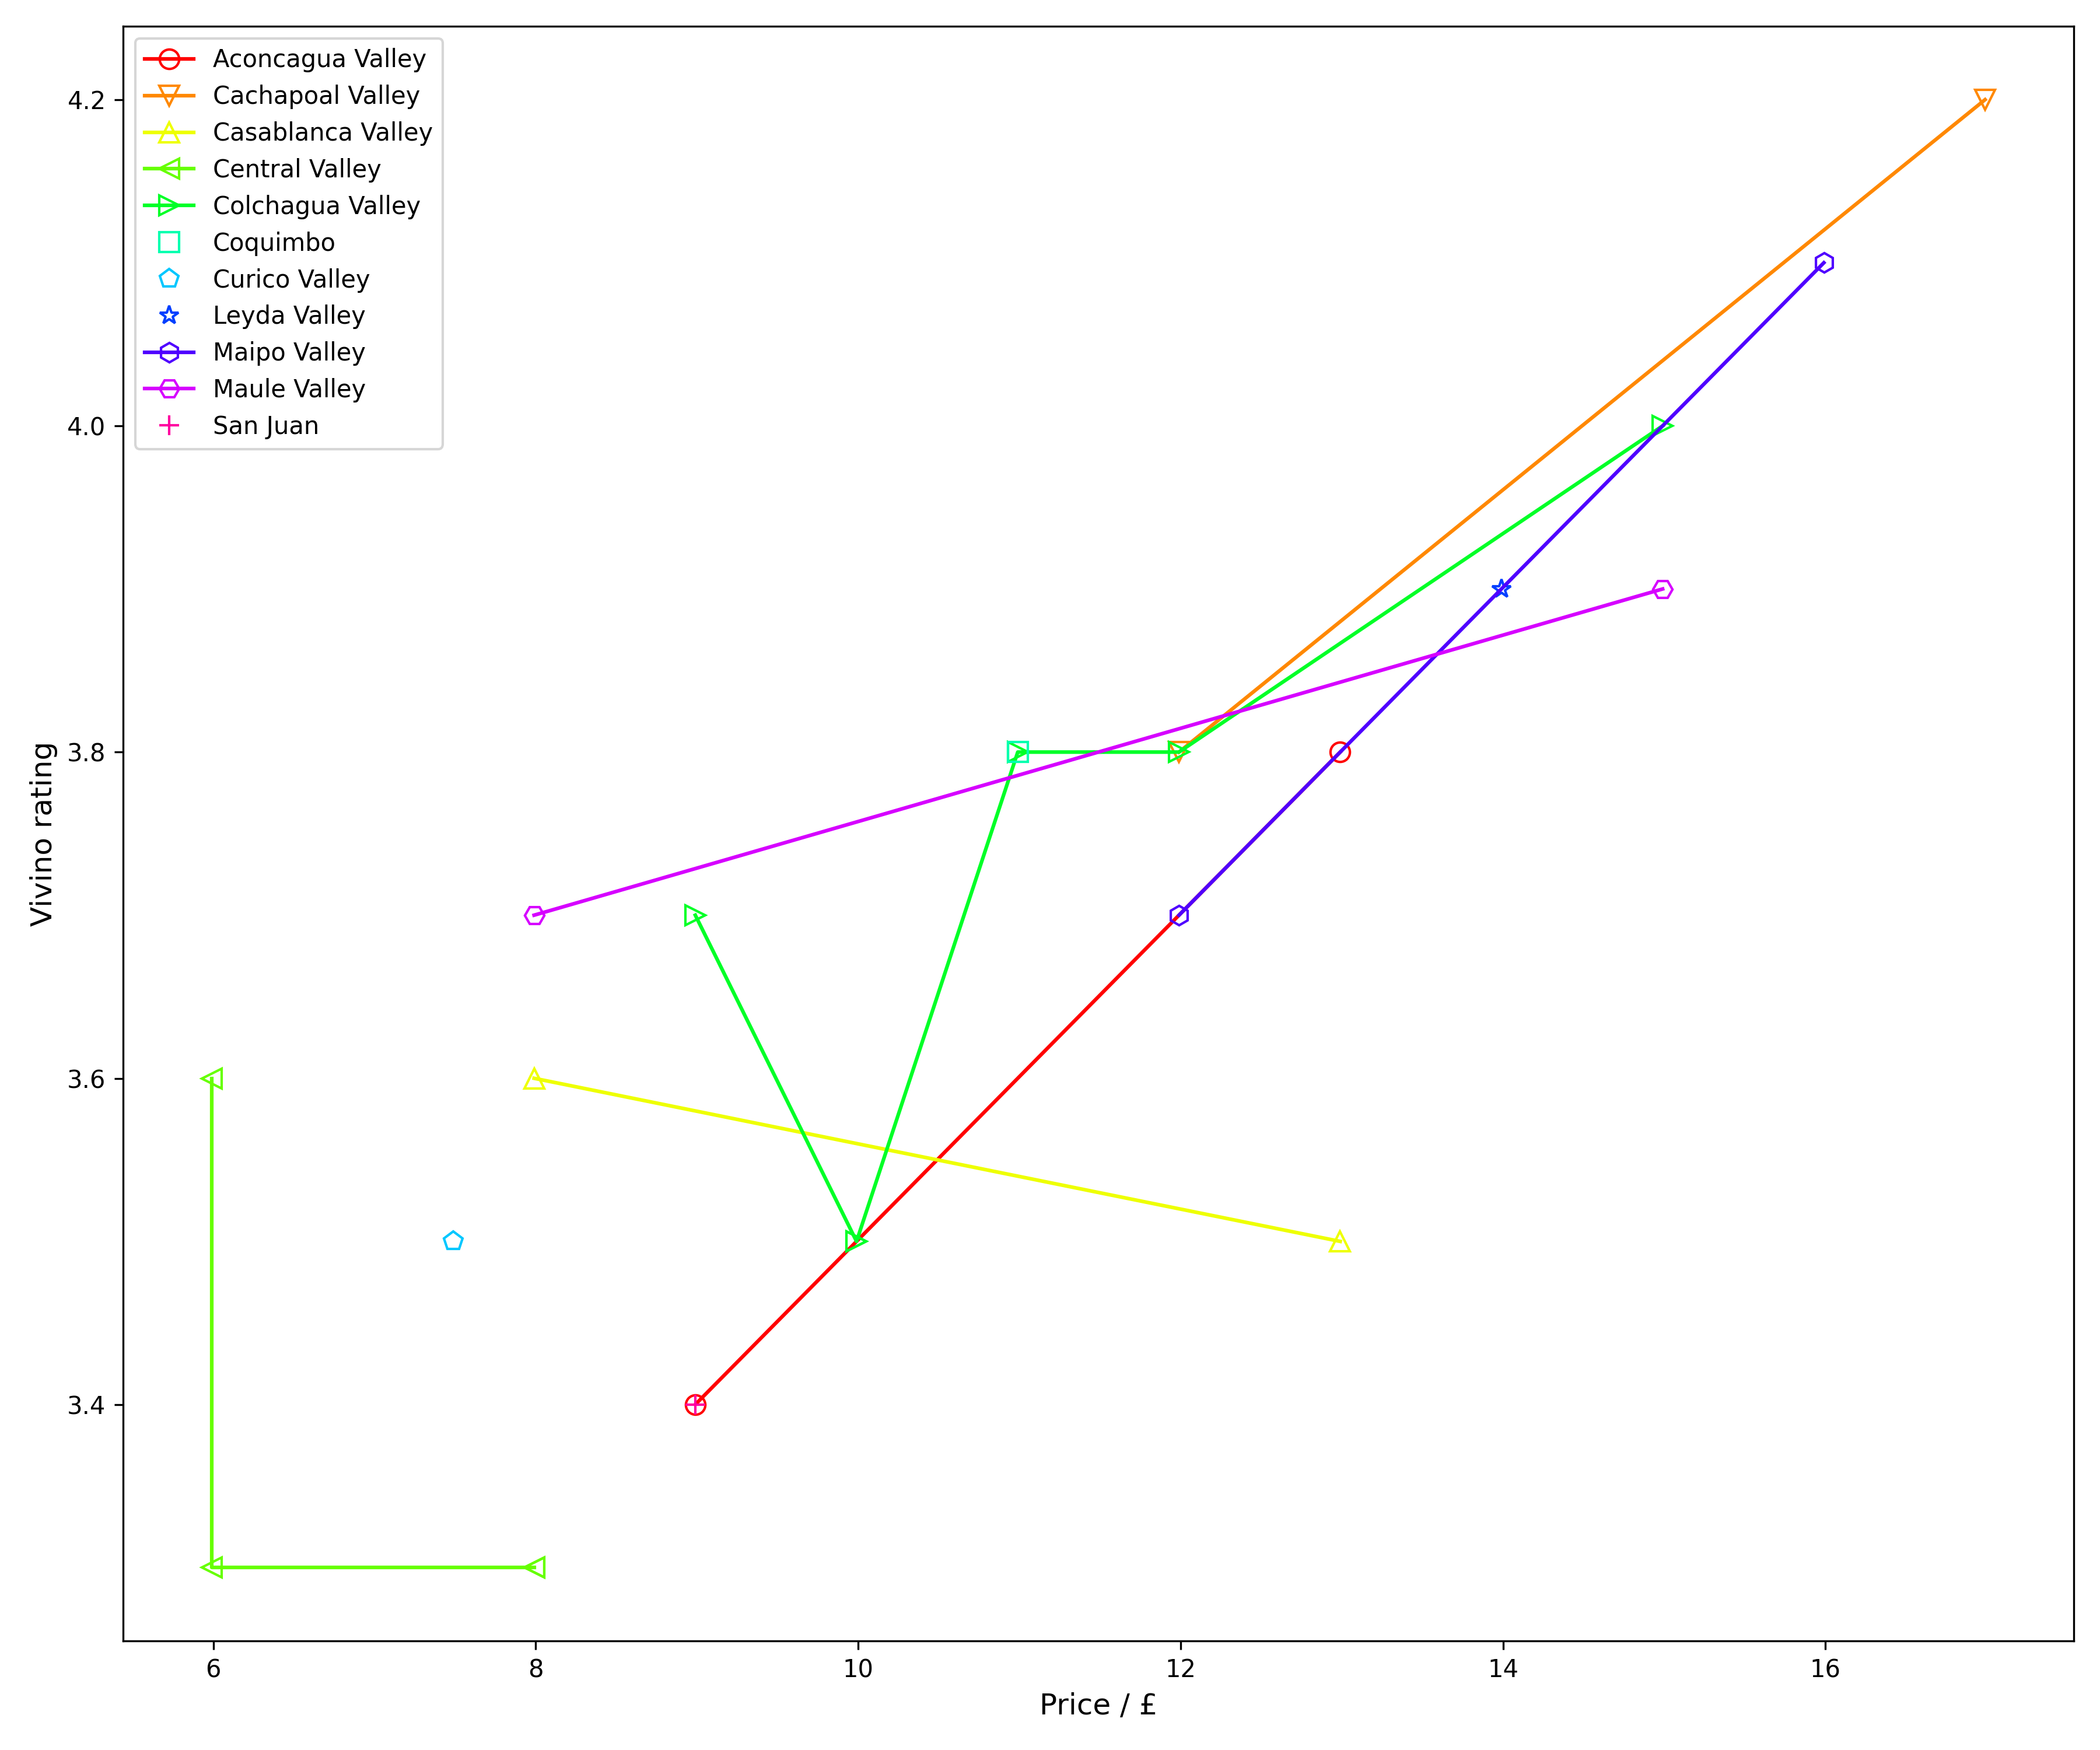 Aconcagua Valley
Cachapoal Valley
Casablanca Valley
Central Valley
Colchagua Valley
Coquimbo
Curico Valley
Leyda Valley
Maipo Valley
Maule Valley
San Juan
4.2
4.0
3.8
3.6
3.4
Vivino rating
6 8 10 12 14 16
Price / £